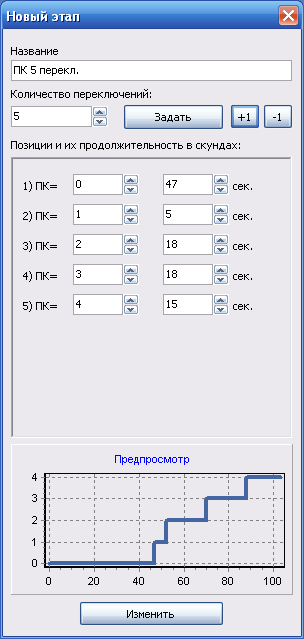 Новый этап
Название
ПК 5 перекл.
Количество переключений:
5 Задать +1 -1
Позиции и их продолжительность в скундах:
1) ПК= 0 47 сек.
2) ПК= 1 5 сек.
3) ПК= 2 18 сек.
4) ПК= 3 18 сек.
5) ПК= 4 15 сек.
Предпросмотр
4
3
2
1
0
0 20 40 60 80 100
Изменить